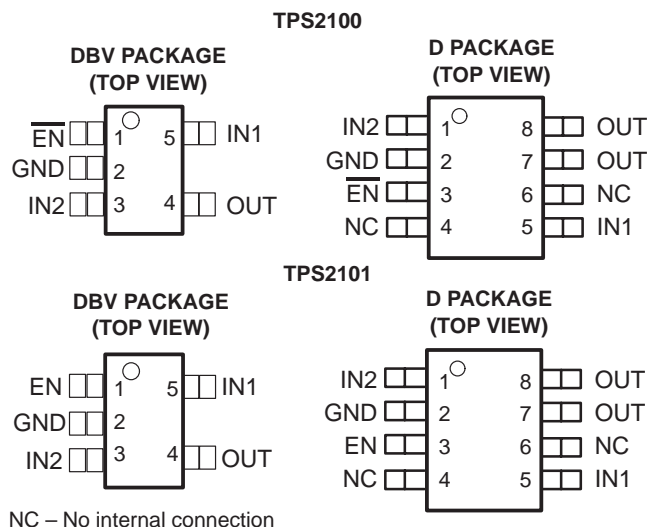 TPS2100
DBV PACKAGE
(TOP VIEW)
E̅N̅ 1 5 IN1
GND 2
IN2 3 4 OUT
D PACKAGE
(TOP VIEW)
IN2 1 8 OUT
GND 2 7 OUT
E̅N̅ 3 6 NC
NC 4 5 IN1
TPS2101
DBV PACKAGE
(TOP VIEW)
EN 1 5 IN1
GND 2
IN2 3 4 OUT
D PACKAGE
(TOP VIEW)
IN2 1 8 OUT
GND 2 7 OUT
EN 3 6 NC
NC 4 5 IN1
NC – No internal connection